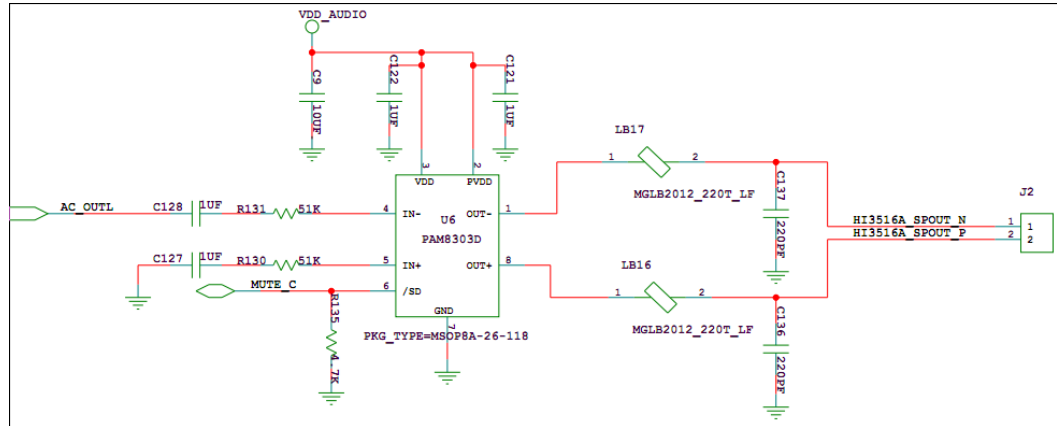 VDD_AUDIO
C9
10UF
C122
1UF
C121
1UF
3
2
VDD
PVDD
U6
PAM8303D
AC_OUTL
C128
1UF
R131
51K
4
IN-
OUT-
1
C127
1UF
R130
51K
5
IN+
OUT+
8
MUTE_C
6
/SD
GND
7
R135
4.7K
PKG_TYPE=MSOP8A-26-118
LB17
1
2
MGLB2012_220T_LF
C137
220PF
LB16
1
2
MGLB2012_220T_LF
C136
220PF
J2
HI3516A_SPOUT_N
1
1
HI3516A_SPOUT_P
2
2